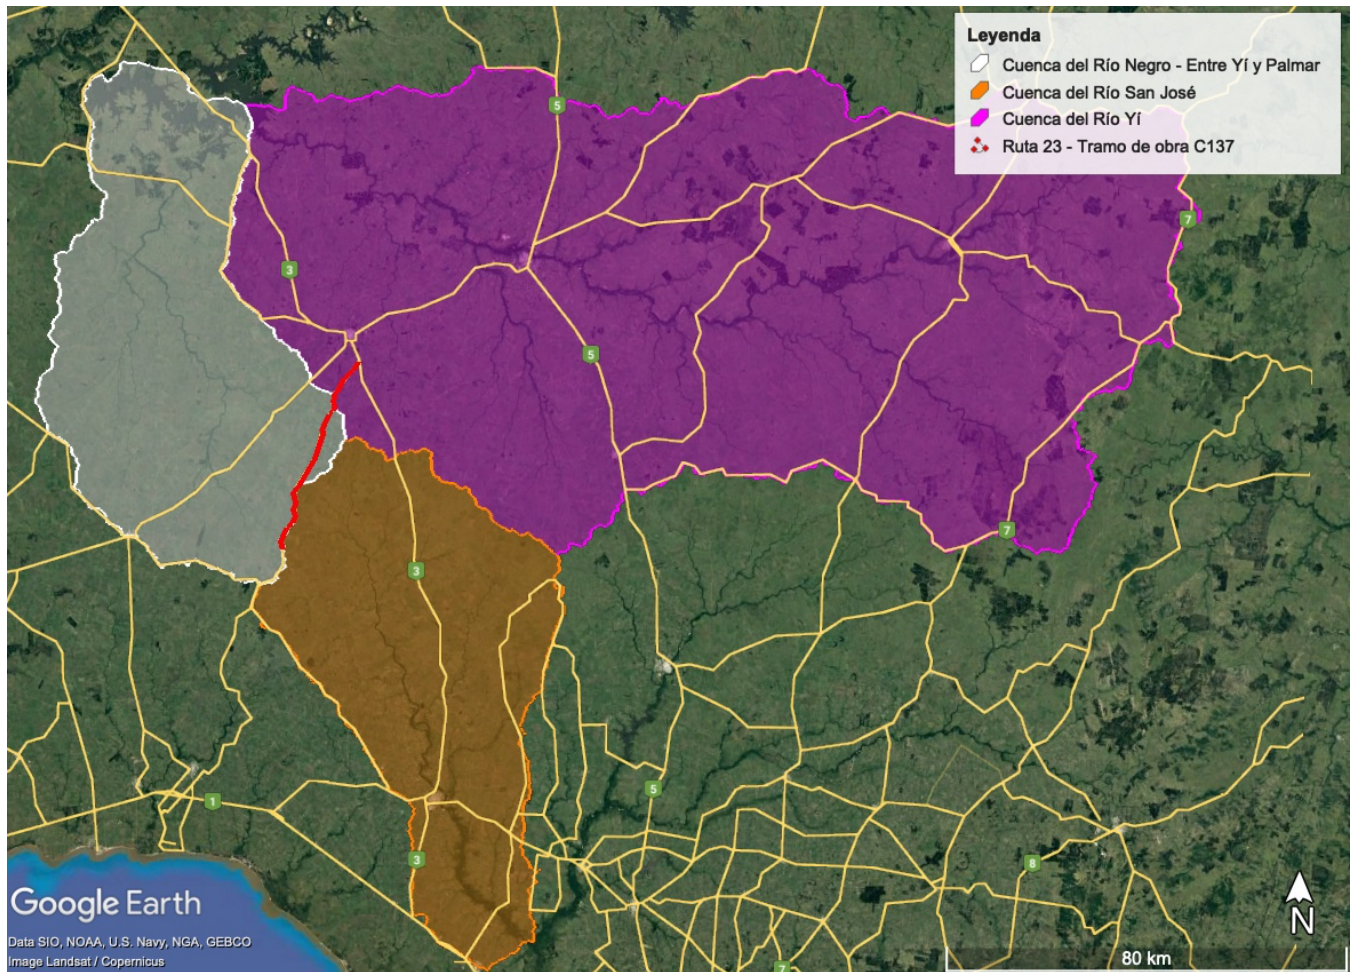 Leyenda
Cuenca del Río Negro - Entre Yí y Palmar
Cuenca del Río San José
Cuenca del Río Yí
Ruta 23 - Tramo de obra C137
5
7
3
5
7
3
5
1
3
8
7
Google Earth
Data SIO, NOAA, U.S. Navy, NGA, GEBCO
Image Landsat / Copernicus
N
80 km